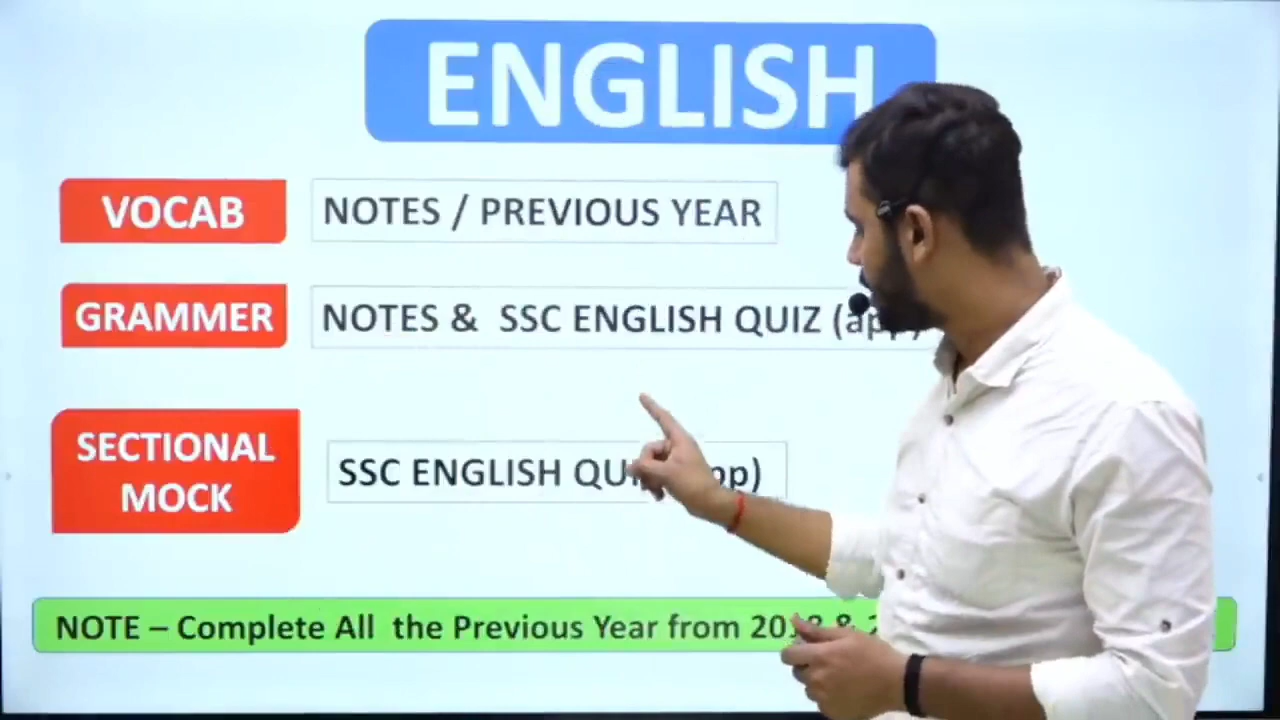 ENGLISH
VOCAB
NOTES / PREVIOUS YEAR
GRAMMER
NOTES & SSC ENGLISH QUIZ (app)
SECTIONAL
MOCK
SSC ENGLISH
NOTE – Complete All the Previous Year from